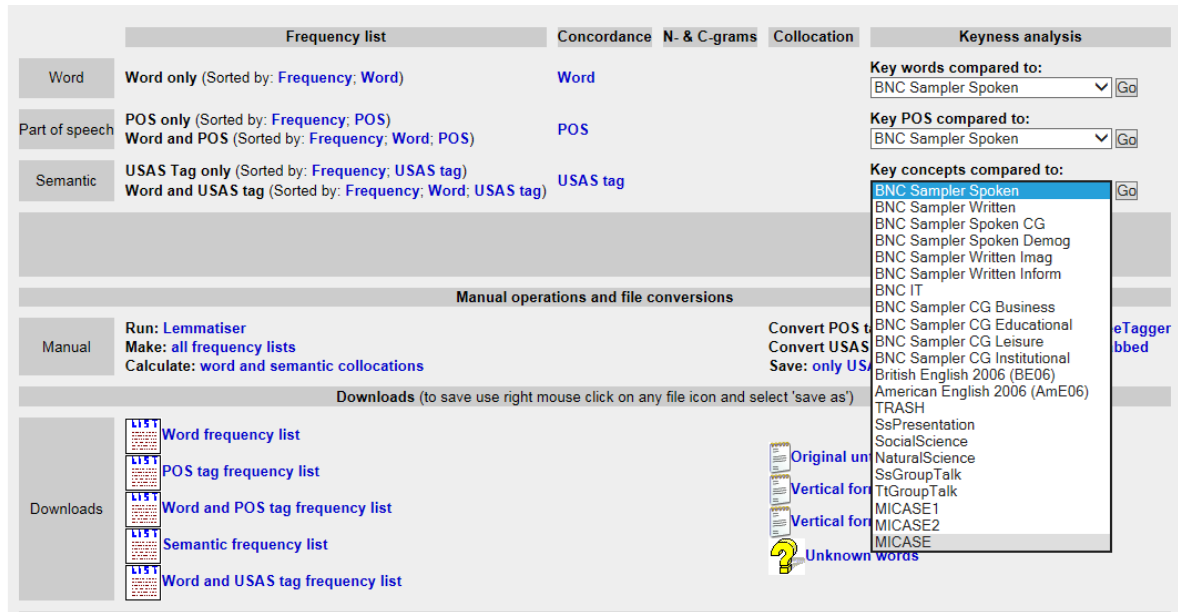 Frequency list Concordance N- & C-grams Collocation Keyness analysis
Word
Word only (Sorted by: Frequency; Word)
Word
Key words compared to:
BNC Sampler Spoken Go
Part of speech
POS only (Sorted by: Frequency; POS)
Word and POS (Sorted by: Frequency; Word; POS)
POS
Key POS compared to:
BNC Sampler Spoken Go
Semantic
USAS Tag only (Sorted by: Frequency; USAS tag)
Word and USAS tag (Sorted by: Frequency; Word; USAS tag)
USAS tag
Key concepts compared to:
BNC Sampler Spoken Go
BNC Sampler Written
BNC Sampler Spoken CG
BNC Sampler Spoken Demog
BNC Sampler Written Imag
BNC Sampler Written Inform
BNC IT
BNC Sampler CG Business
BNC Sampler CG Educational
BNC Sampler CG Leisure
BNC Sampler CG Institutional
British English 2006 (BE06)
American English 2006 (AmE06)
TRASH
SsPresentation
SocialScience
NaturalScience
SsGroupTalk
TtGroupTalk
MICASE1
MICASE2
MICASE
Manual operations and file conversions
Manual
Run: Lemmatiser
Make: all frequency lists
Calculate: word and semantic collocations
Convert POS t eeTagger
Convert USAS bbed
Save: only USA
Downloads (to save use right mouse click on any file icon and select 'save as')
Downloads
LIST Word frequency list
LIST POS tag frequency list
LIST Word and POS tag frequency list
LIST Semantic frequency list
LIST Word and USAS tag frequency list
Original un
Vertical for
Vertical for
Unknown words